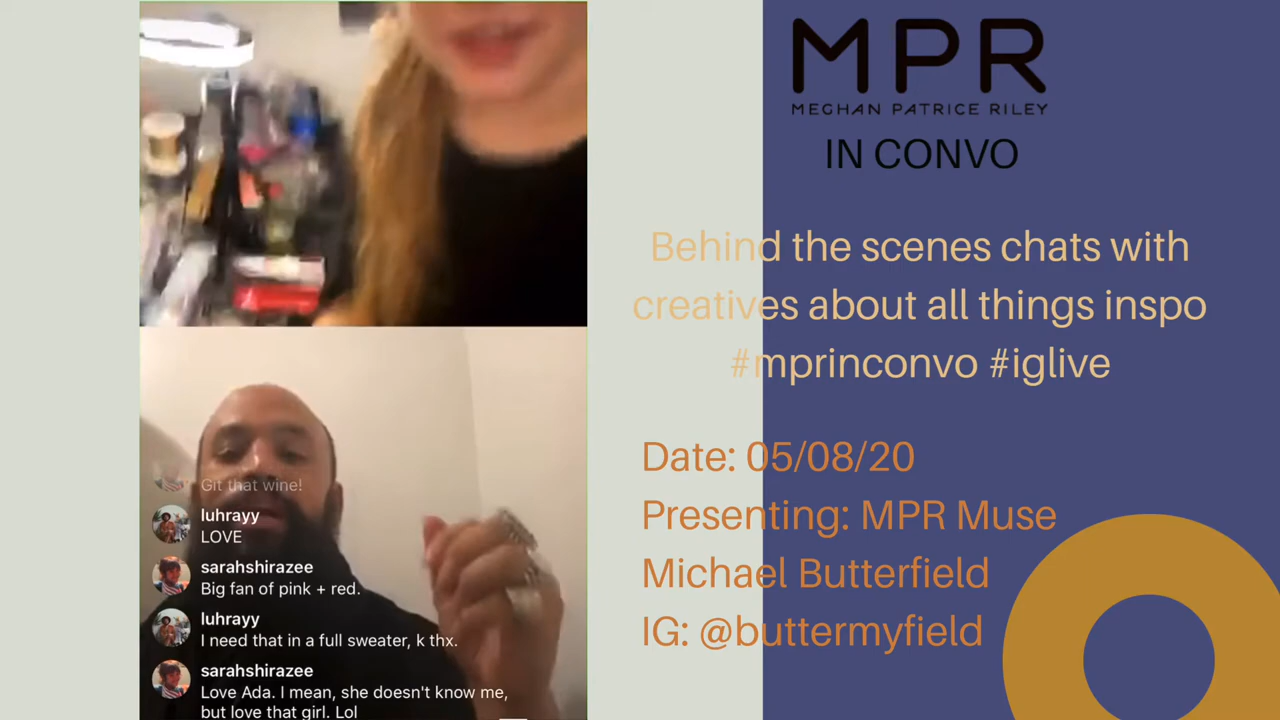 Git that wine!
luhrayy
LOVE
sarahshirazee
Big fan of pink + red.
luhrayy
I need that in a full sweater, k thx.
sarahshirazee
Love Ada. I mean, she doesn't know me,
but love that girl. Lol
MPR
MEGHAN PATRICE RILEY
IN CONVO
Behind the scenes chats with
creatives about all things inspo
#mprinconvo #iglive
Date: 05/08/20
Presenting: MPR Muse
Michael Butterfield
IG: @buttermyfield